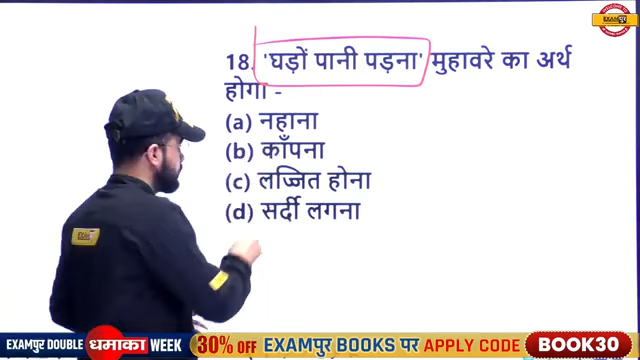 18. 'घड़ों पानी पड़ना' मुहावरे का अर्थ
होगा -
(a) नहाना
(b) काँपना
(c) लज्जित होना
(d) सर्दी लगना
EXAMपुर DOUBLE धमाका WEEK 30% OFF EXAMपुर BOOKS पर APPLY CODE BOOK30